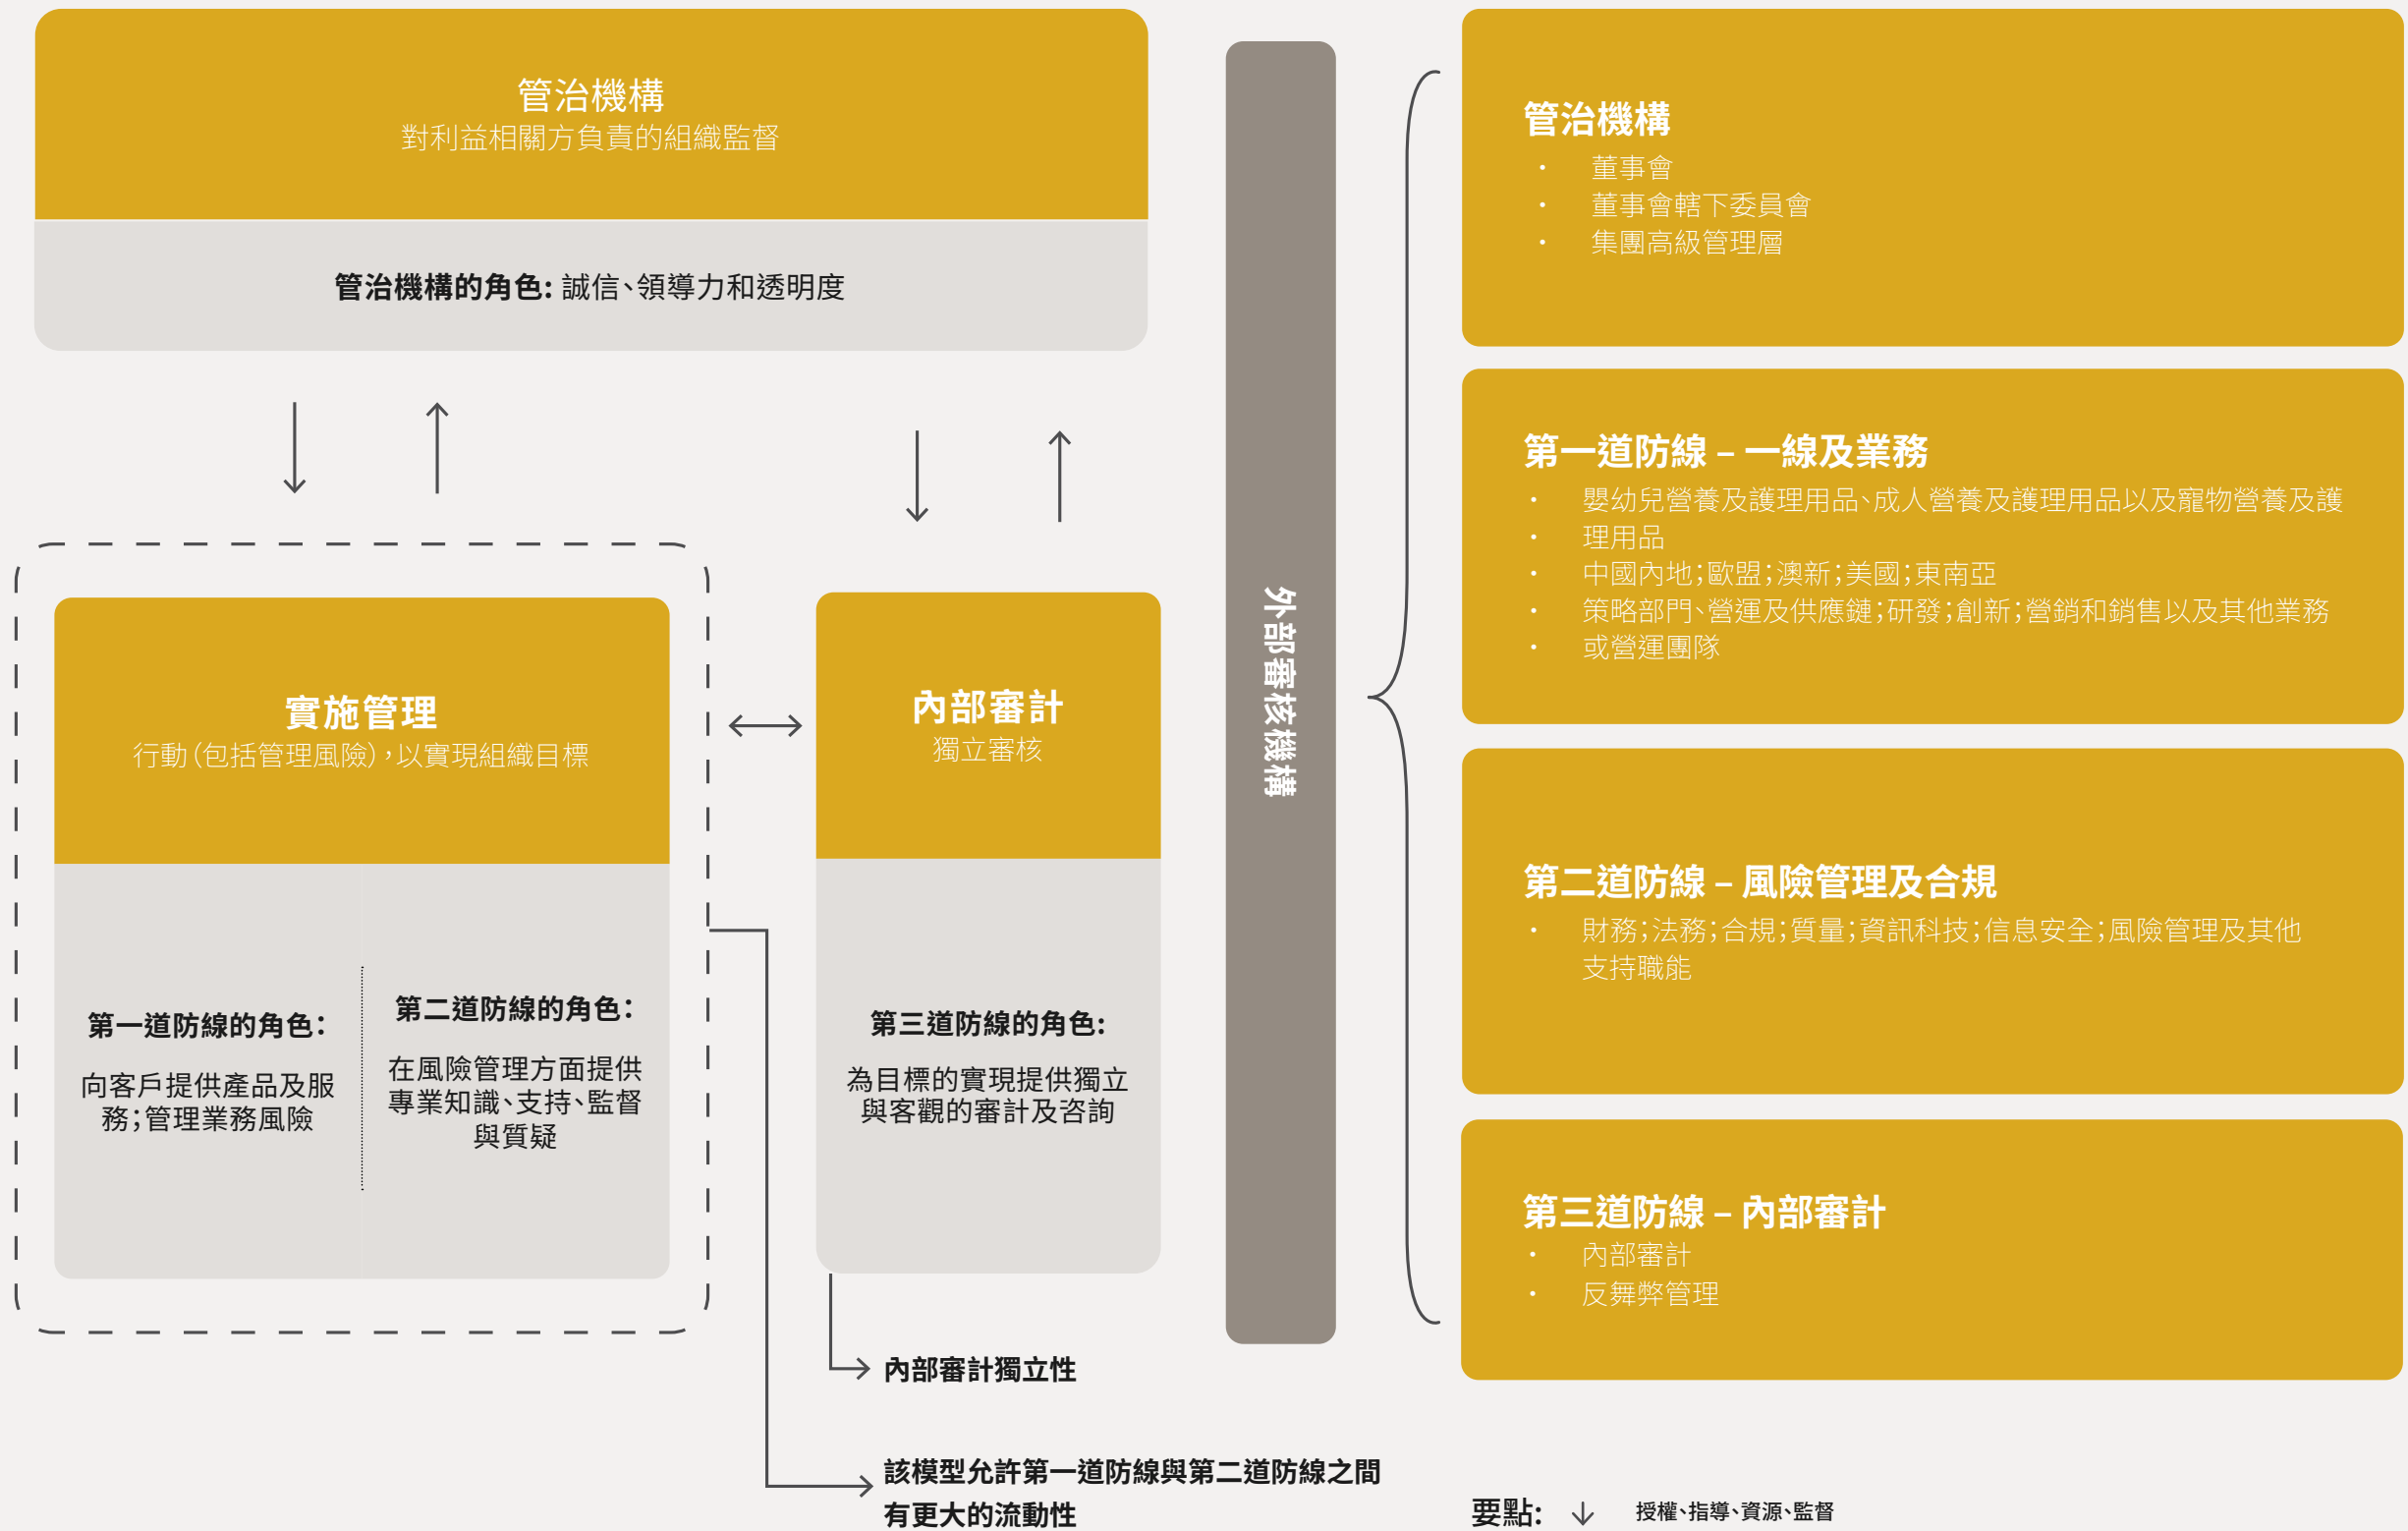 管治機構
對利益相關方負責的組織監督
管治機構的角色: 誠信、領導力和透明度
實施管理
行動（包括管理風險），以實現組織目標
第一道防線的角色：
向客戶提供產品及服
務；管理業務風險
第二道防線的角色：
在風險管理方面提供
專業知識、支持、監督
與質疑
內部審計
獨立審核
第三道防線的角色:
為目標的實現提供獨立
與客觀的審計及咨詢
內部審計獨立性
該模型允許第一道防線與第二道防線之間
有更大的流動性
外部審核機構
管治機構
• 董事會
• 董事會轄下委員會
• 集團高級管理層
第一道防線 – 一線及業務
• 嬰幼兒營養及護理用品、成人營養及護理用品以及寵物營養及護
• 理用品
• 中國內地；歐盟；澳新；美國；東南亞
• 策略部門、營運及供應鏈；研發；創新；營銷和銷售以及其他業務
• 或營運團隊
第二道防線 – 風險管理及合規
• 財務；法務；合規；質量；資訊科技；信息安全；風險管理及其他
支持職能
第三道防線 – 內部審計
• 內部審計
• 反舞弊管理
要點: ↓ 授權、指導、資源、監督